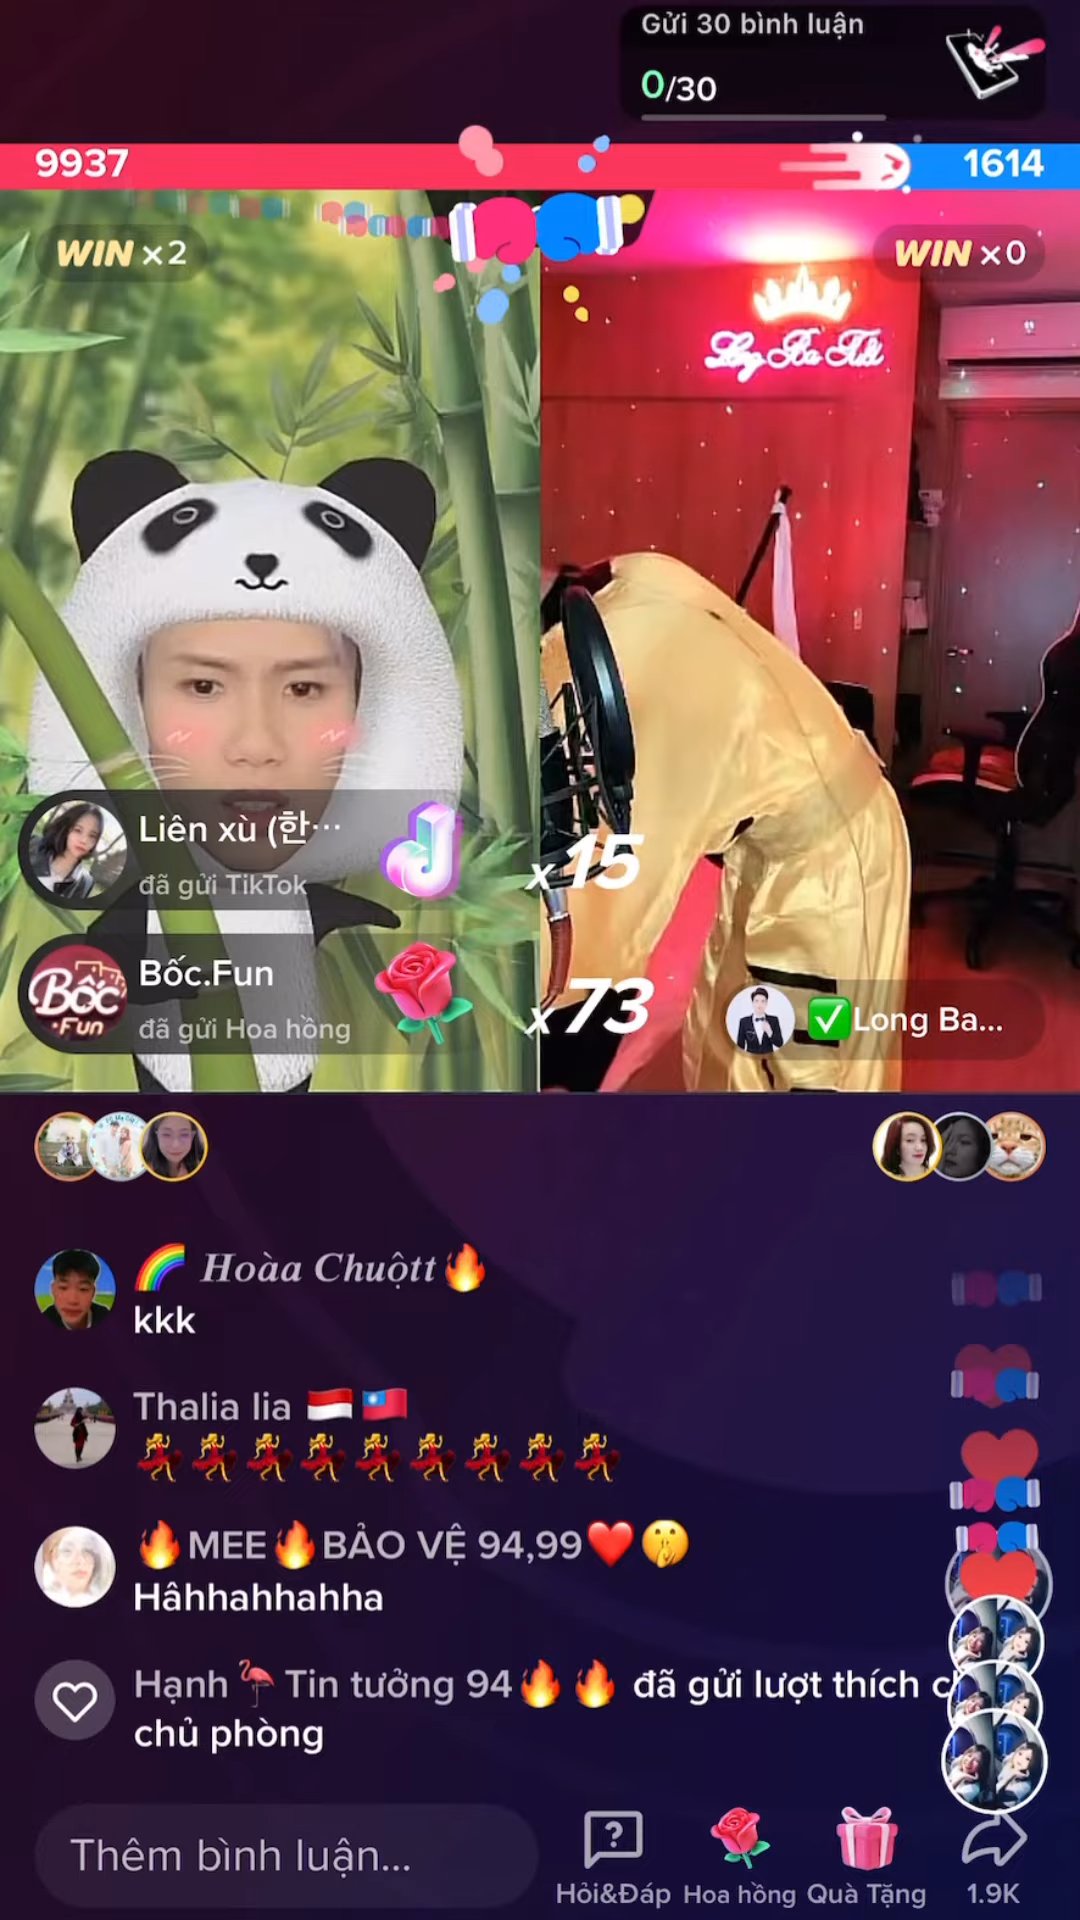 Gửi 30 bình luận
0/30
9937
1614
WIN x2
WIN x0
Long Ba Tuổi
Liên xù (한···
đã gửi TikTok
x15
Bốc.Fun
Bốc
.Fun
đã gửi Hoa hồng
x73
Long Ba...
Hoàa Chuộtt
kkk
Thalia lia
MEE BẢO VỆ 94,99
Hâhhahhahha
Hạnh Tin tưởng 94 đã gửi lượt thích c
chủ phòng
Thêm bình luận...
Hỏi&Đáp
Hoa hồng
Quà Tặng
1.9K